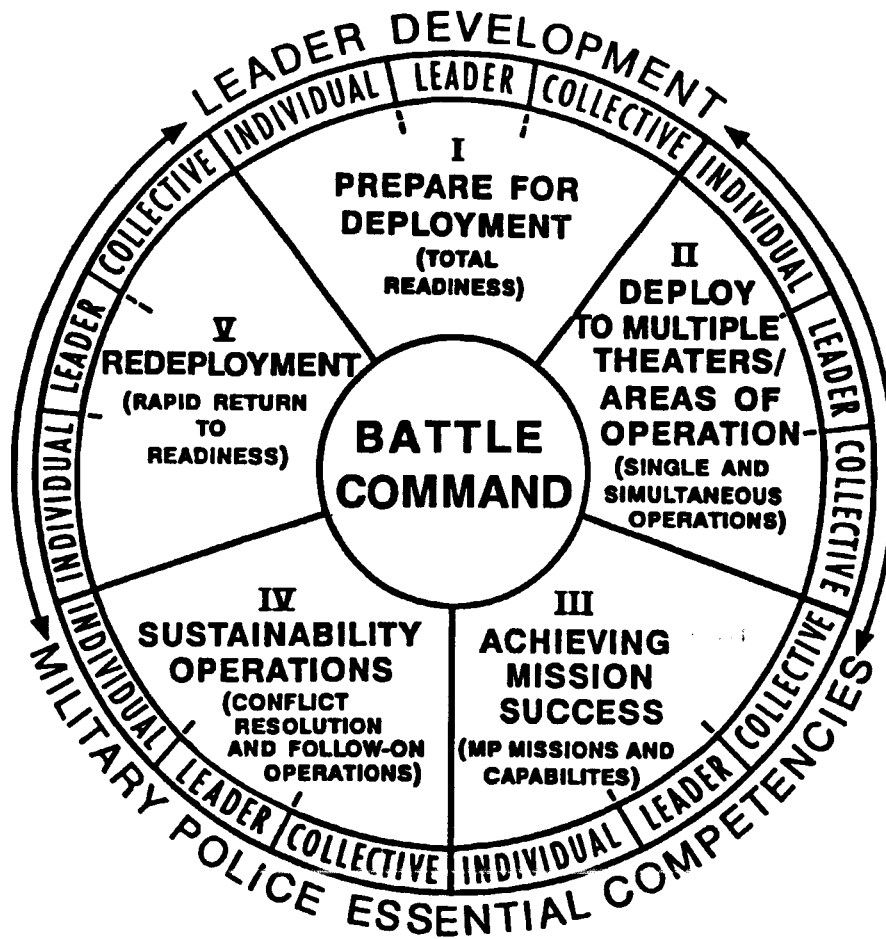 LEADER DEVELOPMENT
INDIVIDUAL
LEADER
COLLECTIVE
I
PREPARE FOR
DEPLOYMENT
(TOTAL
READINESS)
INDIVIDUAL
LEADER
COLLECTIVE
II
DEPLOY
TO MULTIPLE
THEATERS/
AREAS OF
OPERATION
(SINGLE AND
SIMULTANEOUS
OPERATIONS)
INDIVIDUAL
LEADER
COLLECTIVE
III
ACHIEVING
MISSION
SUCCESS
(MP MISSIONS AND
CAPABILITES)
INDIVIDUAL
LEADER
COLLECTIVE
IV
SUSTAINABILITY
OPERATIONS
(CONFLICT
RESOLUTION
AND FOLLOW-ON
OPERATIONS)
INDIVIDUAL
LEADER
COLLECTIVE
V
REDEPLOYMENT
(RAPID RETURN
TO
READINESS)
BATTLE
COMMAND
MILITARY POLICE ESSENTIAL COMPETENCIES